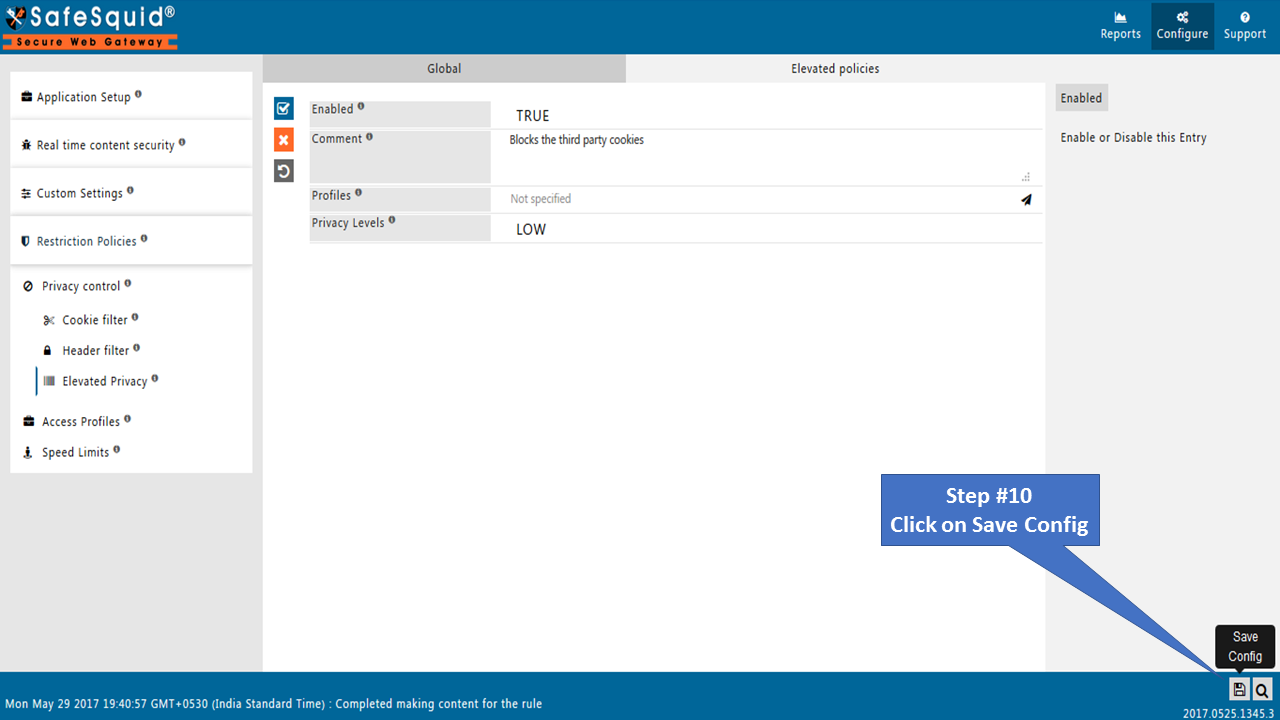 SafeSquid®
Secure Web Gateway
Reports
Configure
Support
Application Setup
Real time content security
Custom Settings
Restriction Policies
Privacy control
Cookie filter
Header filter
Elevated Privacy
Access Profiles
Speed Limits
Global
Elevated policies
Enabled
TRUE
Comment
Blocks the third party cookies
Profiles
Not specified
Privacy Levels
LOW
Enabled
Enable or Disable this Entry
Step #10
Click on Save Config
Save
Config
Mon May 29 2017 19:40:57 GMT+0530 (India Standard Time) : Completed making content for the rule
2017.0525.1345.3